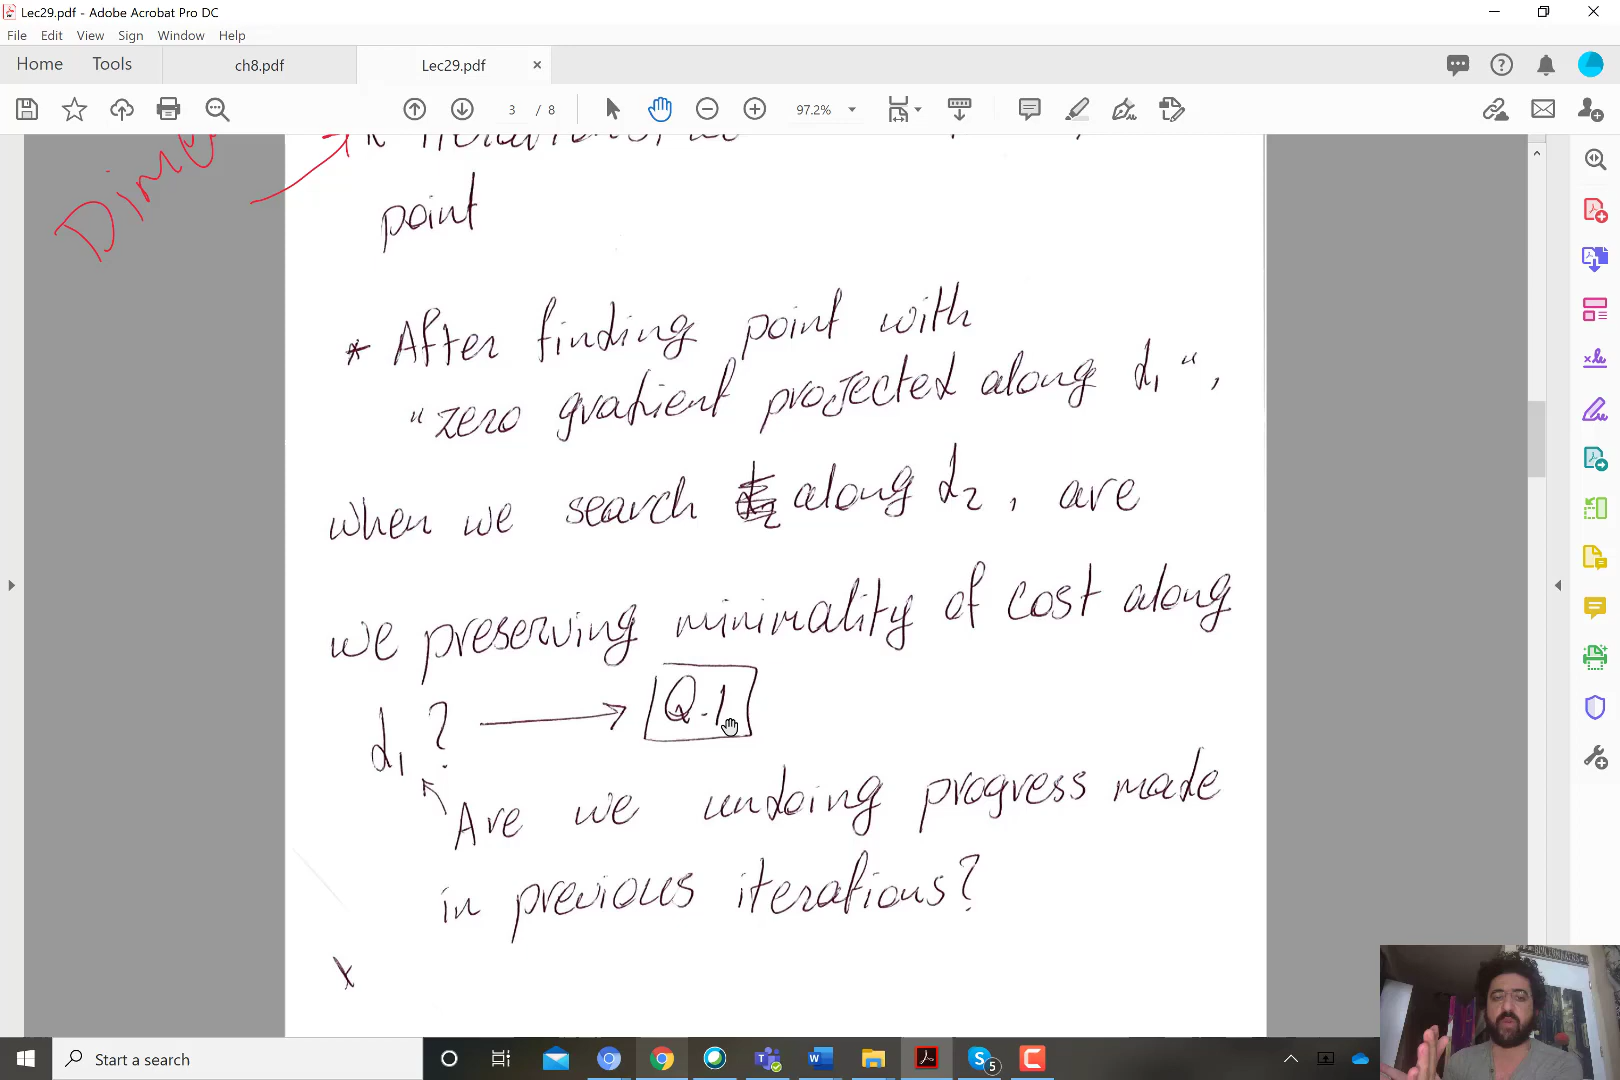 Lec29.pdf - Adobe Acrobat Pro DC
File Edit View Sign Window Help
Home Tools ch8.pdf Lec29.pdf ×
3 / 8 97.2%
Dime
point
* After finding point with
"zero gradient projected along d1",
when we search along d2, are
we preserving minimality of cost along
d1 ? → Q.1
Are we undoing progress made
in previous iterations?
Start a search
5